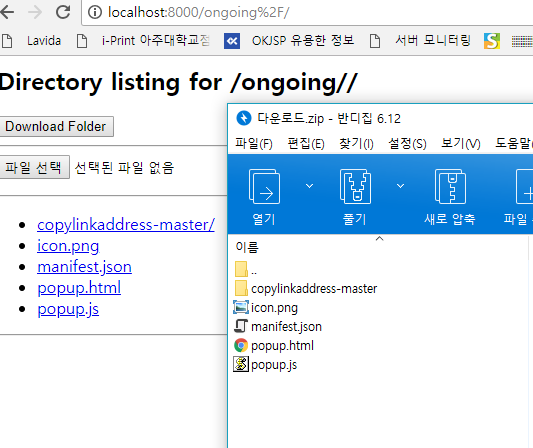 localhost:8000/ongoing%2F/
Lavida i-Print 아주대학교점 OKJSP 유용한 정보 서버 모니터링
Directory listing for /ongoing//
Download Folder
파일 선택 선택된 파일 없음
copylinkaddress-master/
icon.png
manifest.json
popup.html
popup.js
다운로드.zip - 반디집 6.12
파일(F) 편집(E) 찾기(I) 설정(S) 보기(V) 도움말
열기 풀기 새로 압축 파일
이름
..
copylinkaddress-master
icon.png
manifest.json
popup.html
popup.js